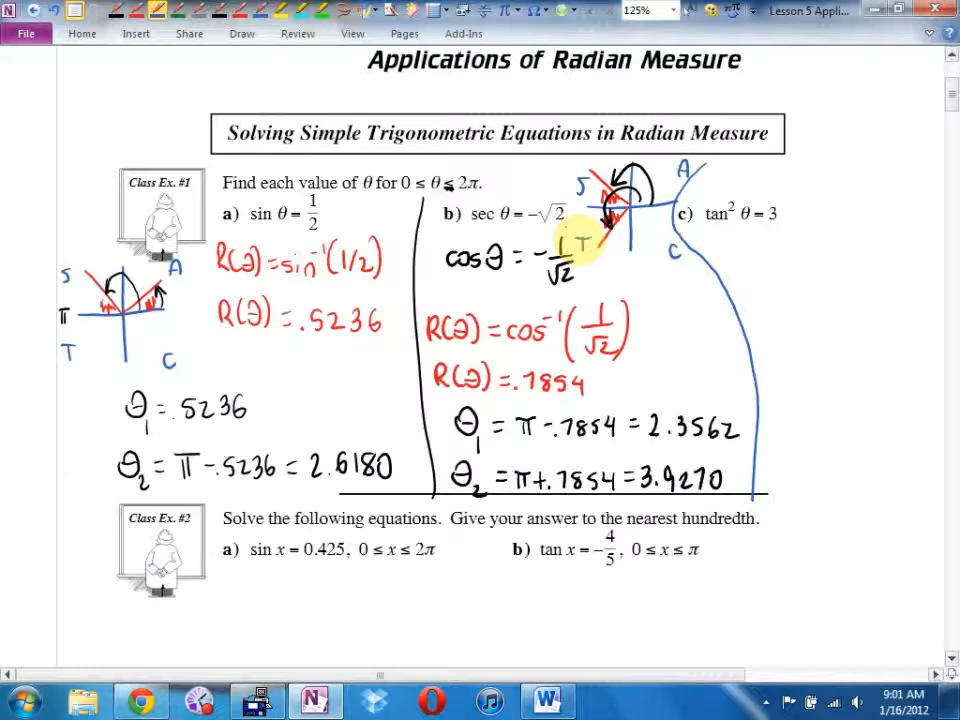 125%
Lesson 5 Appli...
File Home Insert Share Draw Review View Pages Add-Ins
Applications of Radian Measure
Solving Simple Trigonometric Equations in Radian Measure
Class Ex. #1
Find each value of θ for 0 ≤ θ ≤ 2π.
a) sin θ = 1/2
b) sec θ = -√2
c) tan² θ = 3
S A
T C
cosθ = -1/√2
R(θ) = sin⁻¹(1/2)
R(θ) = .5236
S A
π
T C
R(θ) = cos⁻¹(1/√2)
R(θ) = .7854
θ₁ = .5236
θ₂ = π - .5236 = 2.6180
θ₁ = π - .7854 = 2.3562
θ₂ = π + .7854 = 3.9270
Class Ex. #2
Solve the following equations. Give your answer to the nearest hundredth.
a) sin x = 0.425, 0 ≤ x ≤ 2π
b) tan x = -4/5, 0 ≤ x ≤ π
9:01 AM
1/16/2012